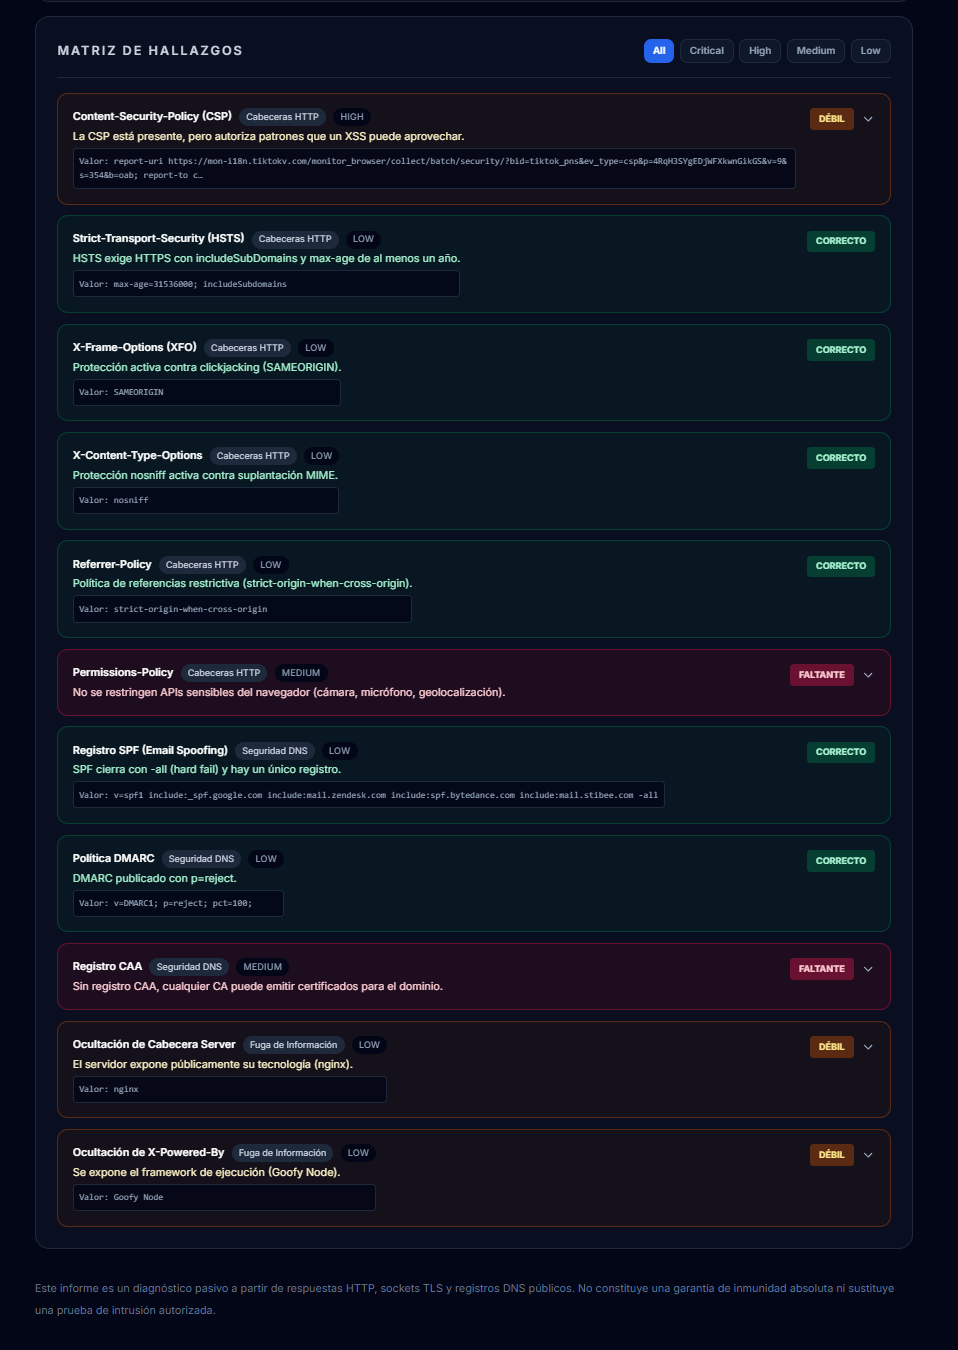 MATRIZ DE HALLAZGOS
All Critical High Medium Low
Content-Security-Policy (CSP) Cabeceras HTTP HIGH DÉBIL
La CSP está presente, pero autoriza patrones que un XSS puede aprovechar.
Valor: report-uri https://mon-i18n.tiktokv.com/monitor_browser/collect/batch/security/?bid=tiktok_pns&ev_type=csp&p=4RqH3SYgEDjWFXkwnGikGS&v=9&
s=354&b=oab; report-to c…
Strict-Transport-Security (HSTS) Cabeceras HTTP LOW CORRECTO
HSTS exige HTTPS con includeSubDomains y max-age de al menos un año.
Valor: max-age=31536000; includeSubdomains
X-Frame-Options (XFO) Cabeceras HTTP LOW CORRECTO
Protección activa contra clickjacking (SAMEORIGIN).
Valor: SAMEORIGIN
X-Content-Type-Options Cabeceras HTTP LOW CORRECTO
Protección nosniff activa contra suplantación MIME.
Valor: nosniff
Referrer-Policy Cabeceras HTTP LOW CORRECTO
Política de referencias restrictiva (strict-origin-when-cross-origin).
Valor: strict-origin-when-cross-origin
Permissions-Policy Cabeceras HTTP MEDIUM FALTANTE
No se restringen APIs sensibles del navegador (cámara, micrófono, geolocalización).
Registro SPF (Email Spoofing) Seguridad DNS LOW CORRECTO
SPF cierra con -all (hard fail) y hay un único registro.
Valor: v=spf1 include:_spf.google.com include:mail.zendesk.com include:spf.bytedance.com include:mail.stibee.com -all
Política DMARC Seguridad DNS LOW CORRECTO
DMARC publicado con p=reject.
Valor: v=DMARC1; p=reject; pct=100;
Registro CAA Seguridad DNS MEDIUM FALTANTE
Sin registro CAA, cualquier CA puede emitir certificados para el dominio.
Ocultación de Cabecera Server Fuga de Información LOW DÉBIL
El servidor expone públicamente su tecnología (nginx).
Valor: nginx
Ocultación de X-Powered-By Fuga de Información LOW DÉBIL
Se expone el framework de ejecución (Goofy Node).
Valor: Goofy Node
Este informe es un diagnóstico pasivo a partir de respuestas HTTP, sockets TLS y registros DNS públicos. No constituye una garantía de inmunidad absoluta ni sustituye
una prueba de intrusión autorizada.